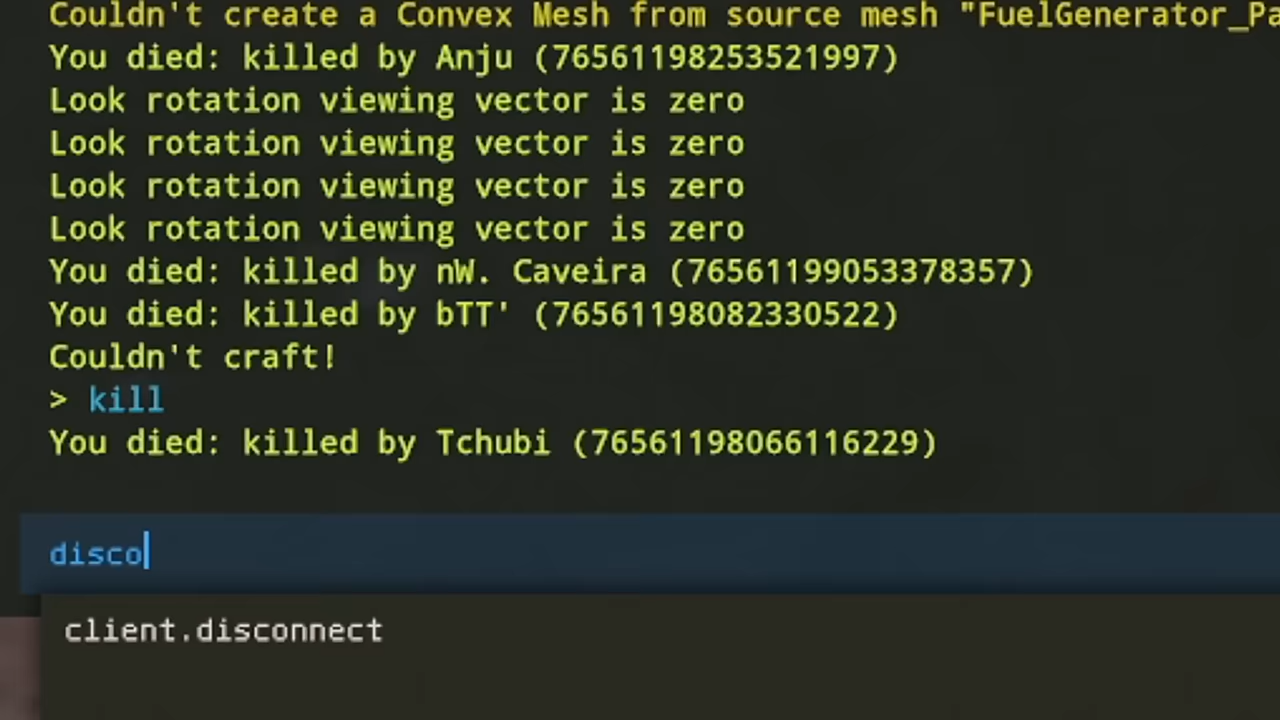 Couldn't create a Convex Mesh from source mesh "FuelGenerator_Pa
You died: killed by Anju (76561198253521997)
Look rotation viewing vector is zero
Look rotation viewing vector is zero
Look rotation viewing vector is zero
Look rotation viewing vector is zero
You died: killed by nW. Caveira (76561199053378357)
You died: killed by bTT' (76561198082330522)
Couldn't craft!
> kill
You died: killed by Tchubi (76561198066116229)
disco
client.disconnect